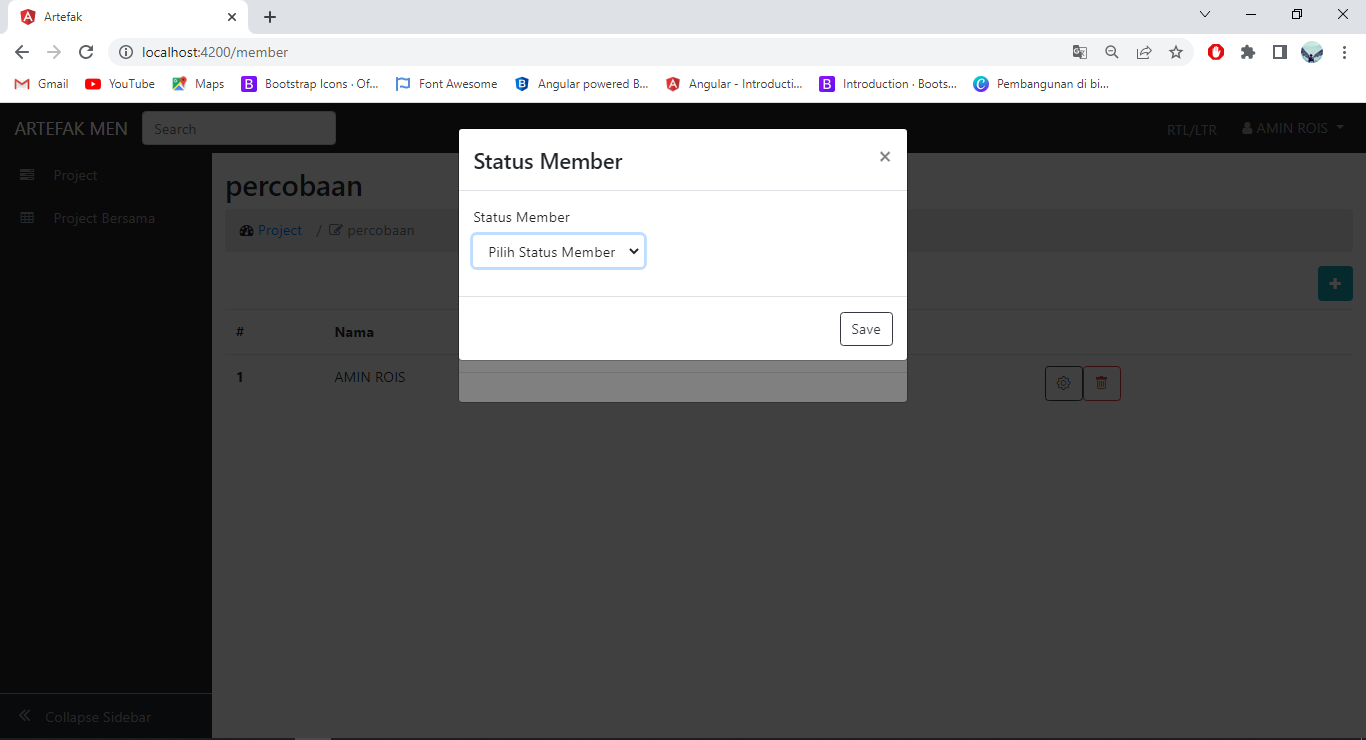 Artefak
localhost:4200/member
Gmail YouTube Maps Bootstrap Icons · Of... Font Awesome Angular powered B... Angular - Introducti... Introduction · Boots... Pembangunan di bi...
ARTEFAK MEN Search RTL/LTR AMIN ROIS
Project
Project Bersama
percobaan
Project / percobaan
Status Member
Status Member
Pilih Status Member
Save
# Nama
1 AMIN ROIS
Collapse Sidebar